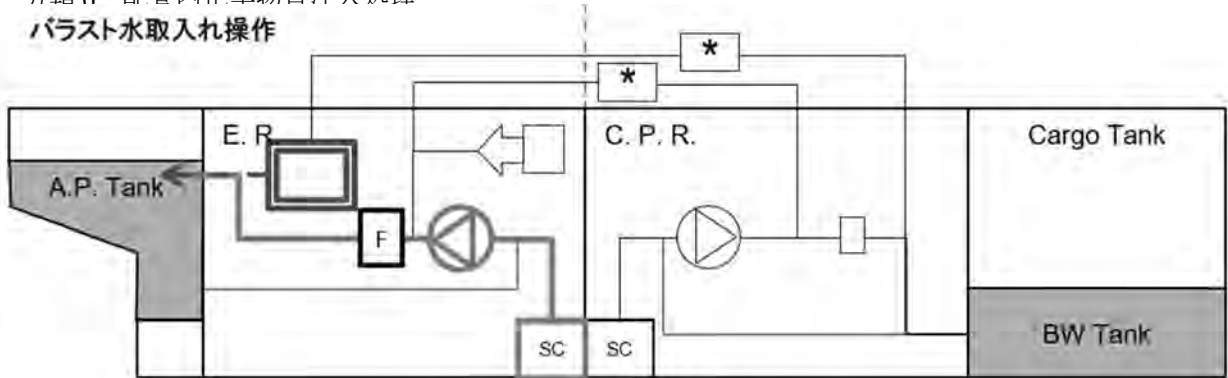 バラスト水取入れ操作
*
*
E. R.
C. P. R.
Cargo Tank
A.P. Tank
F
SC
SC
BW Tank